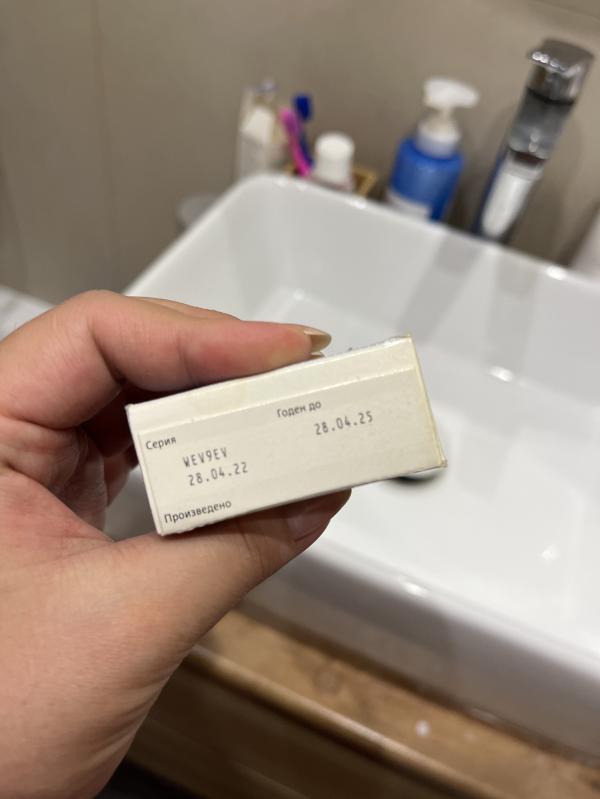 Серия
Годен до
WEV9EV
28.04.25
28.04.22
Произведено